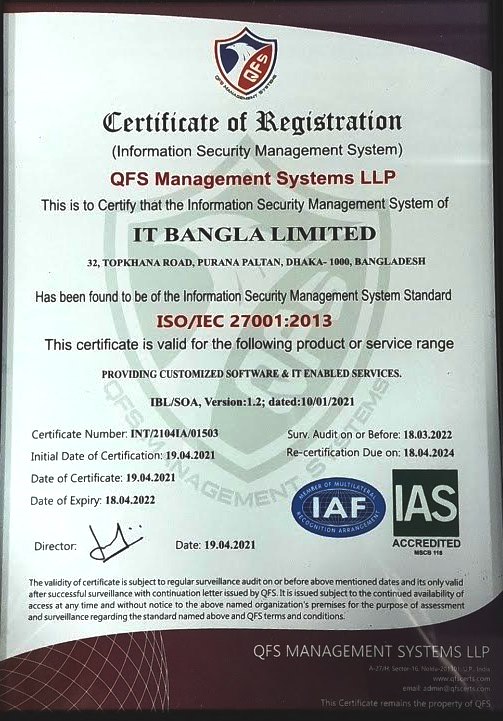 QFS
QFS MANAGEMENT SYSTEMS
Certificate of Registration
(Information Security Management System)
QFS Management Systems LLP
This is to Certify that the Information Security Management System of
IT BANGLA LIMITED
32, TOPKHANA ROAD, PURANA PALTAN, DHAKA- 1000, BANGLADESH
Has been found to be of the Information Security Management System Standard
ISO/IEC 27001:2013
This certificate is valid for the following product or service range
PROVIDING CUSTOMIZED SOFTWARE & IT ENABLED SERVICES.
IBL/SOA, Version:1.2; dated:10/01/2021
QFS MANAGEMENT SYSTEMS
Certificate Number: INT/2104IA/01503
Surv. Audit on or Before: 18.03.2022
Initial Date of Certification: 19.04.2021
Re-certification Due on: 18.04.2024
Date of Certificate: 19.04.2021
Date of Expiry: 18.04.2022
MEMBER OF MULTILATERAL
IAF
RECOGNITION ARRANGEMENT
IAS
ACCREDITED
MSCB 118
Director:
Date: 19.04.2021
The validity of certificate is subject to regular surveillance audit on or before above mentioned dates and its only valid
after successful surveillance with continuation letter issued by QFS. It is issued subject to the continued availability of
access at any time and without notice to the above named organization's premises for the purpose of assessment
and surveillance regarding the standard named above and QFS terms and conditions.
QFS MANAGEMENT SYSTEMS LLP
A-27/H, Sector-16, Noida-201301, U.P., India
www.qfscerts.com
email: admin@qfscerts.com
This Certificate remains the property of QFS